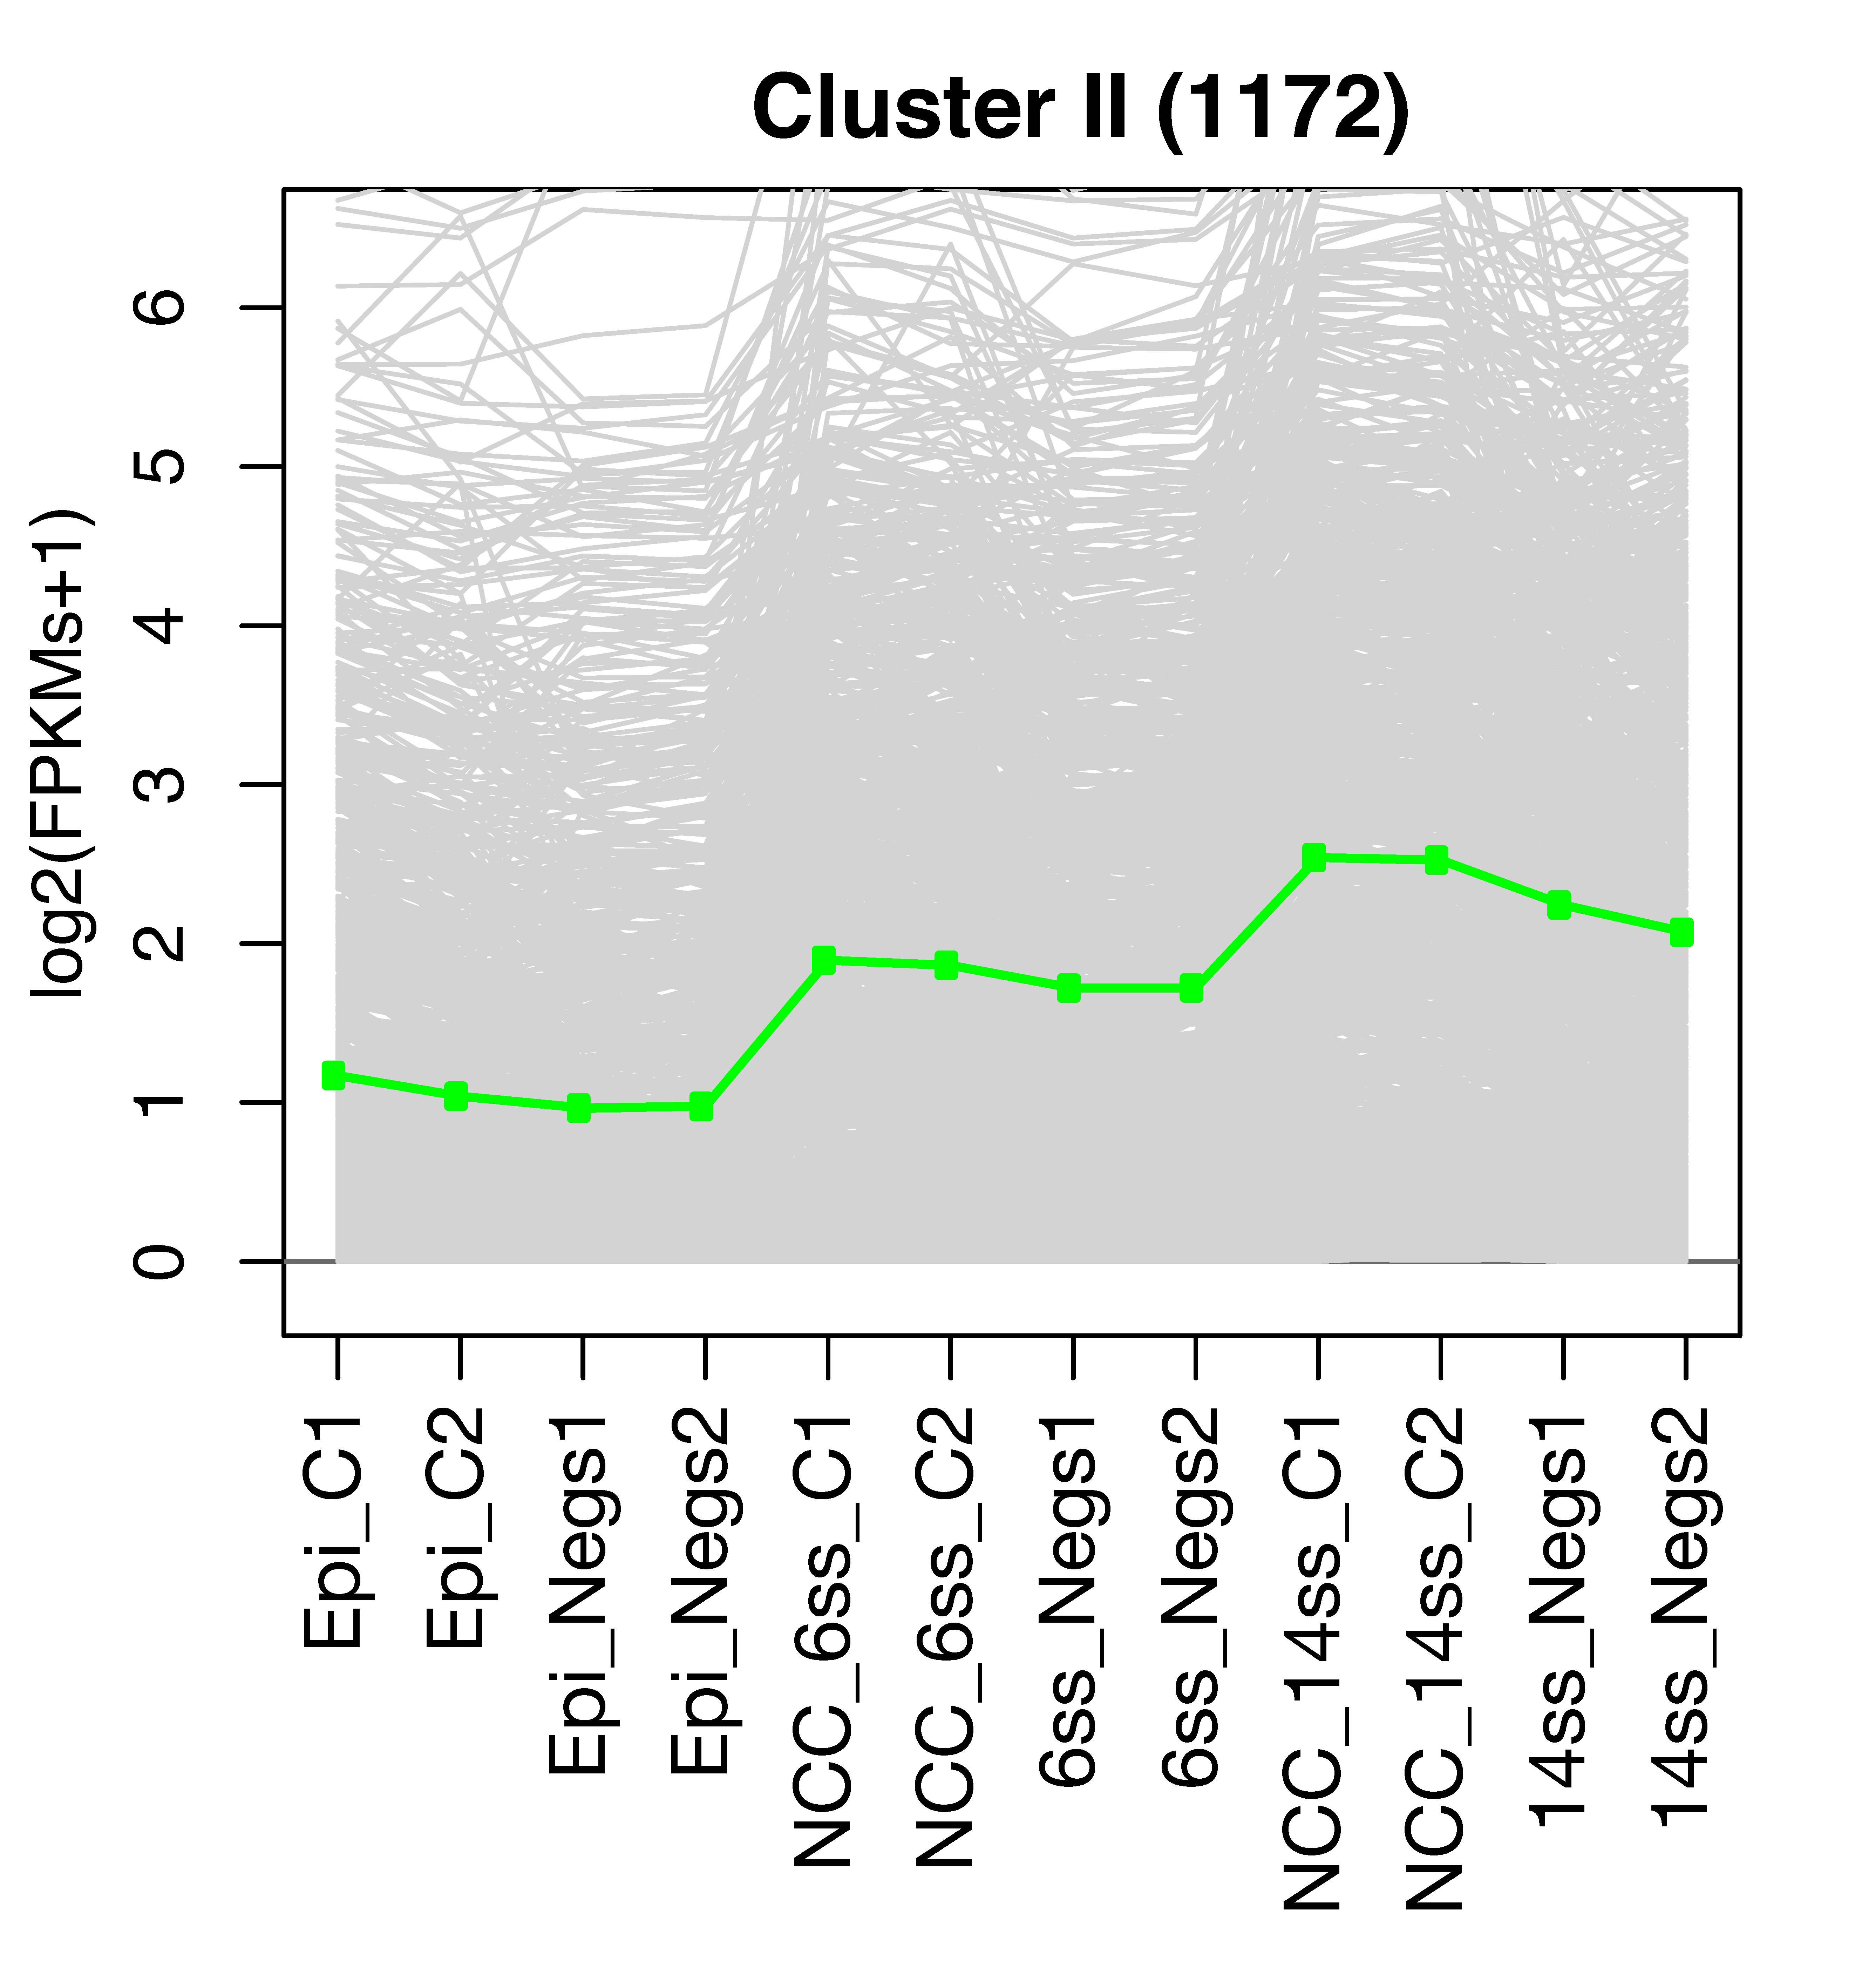 Cluster II (1172)
log2(FPKMs+1)
6
5
4
3
2
1
0
Epi_C1
Epi_C2
Epi_Negs1
Epi_Negs2
NCC_6ss_C1
NCC_6ss_C2
6ss_Negs1
6ss_Negs2
NCC_14ss_C1
NCC_14ss_C2
14ss_Negs1
14ss_Negs2